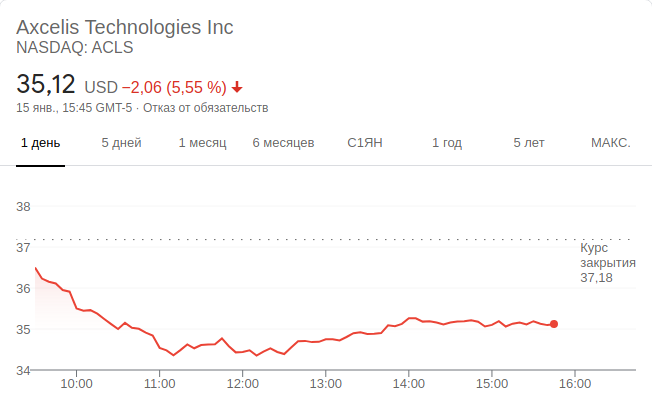 Axcelis Technologies Inc
NASDAQ: ACLS
35,12 USD −2,06 (5,55 %)
15 янв., 15:45 GMT-5 · Отказ от обязательств
1 день 5 дней 1 месяц 6 месяцев С1ЯН 1 год 5 лет МАКС.
38
37
36
35
34
Курс
закрытия
37,18
10:00 11:00 12:00 13:00 14:00 15:00 16:00